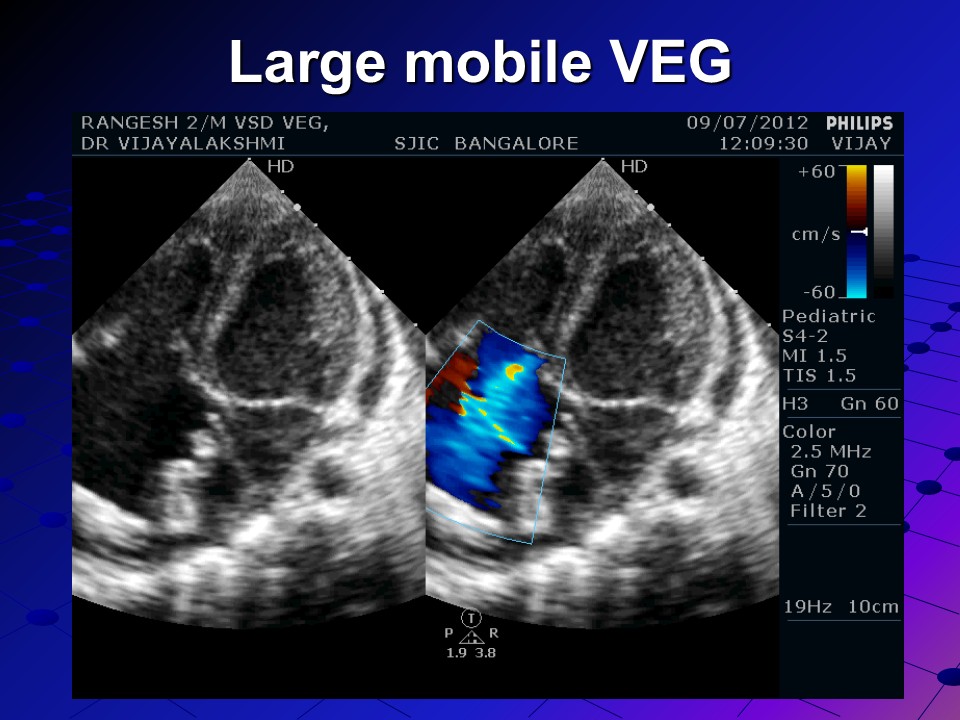 Large mobile VEG
RANGESH 2/M VSD VEG, 09/07/2012 PHILIPS
DR VIJAYALAKSHMI SJIC BANGALORE 12:09:30 VIJAY
HD HD
+60
cm/s
-60
Pediatric
S4-2
MI 1.5
TIS 1.5
H3 Gn 60
Color
2.5 MHz
Gn 70
A/5/0
Filter 2
19Hz 10cm
T
P R
1.9 3.8